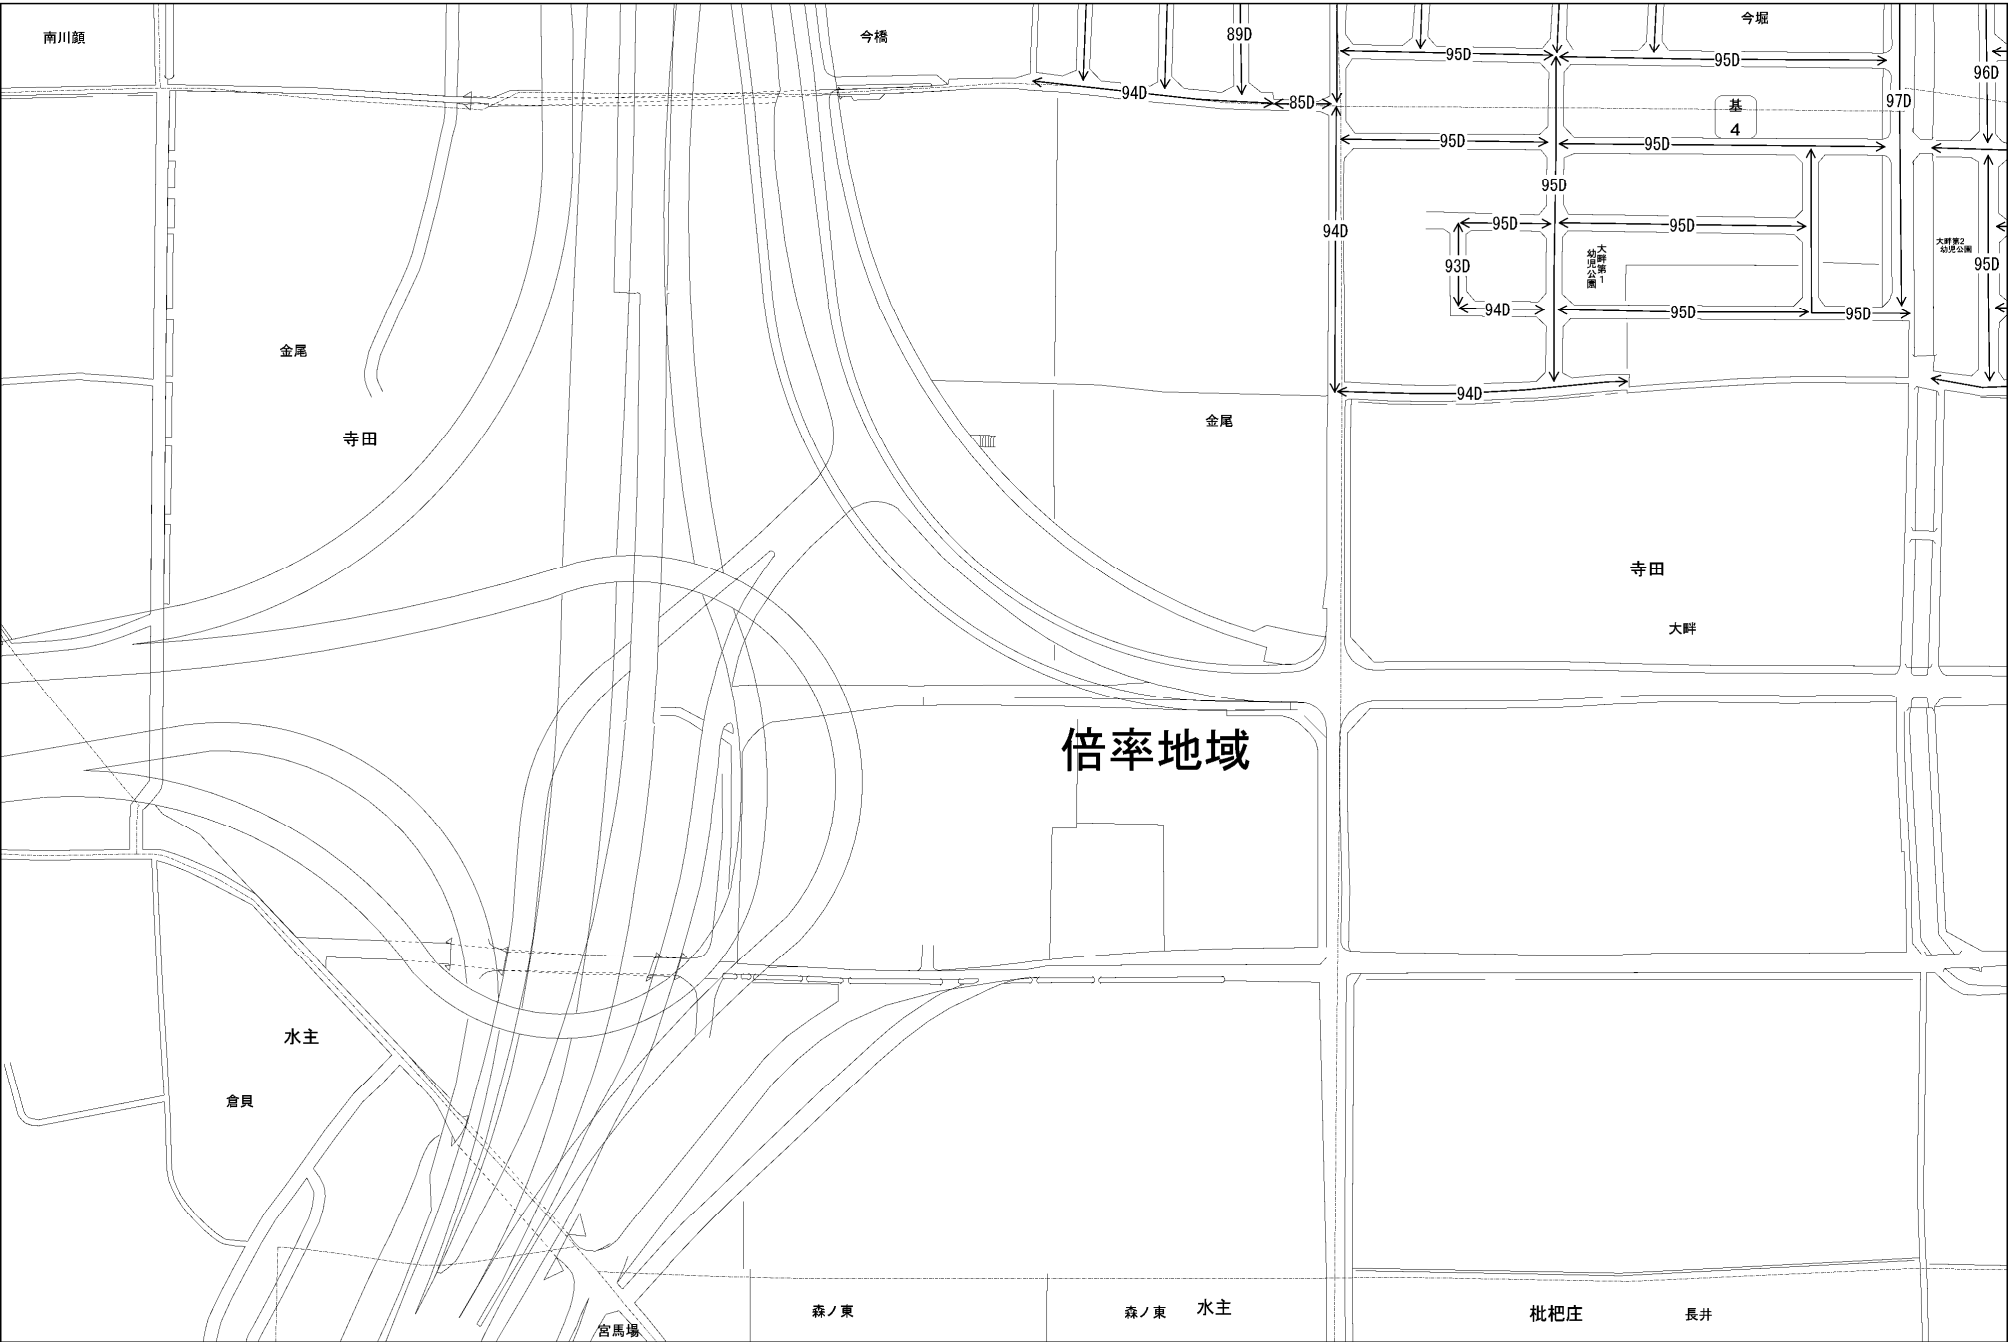 南川顔
今橋
89D
今堀
95D
95D
96D
94D
85D
97D
基
4
95D
95D
95D
94D
95D
95D
大畔第1
幼児公園
大畔第2
幼児公園
93D
95D
94D
95D
95D
金尾
94D
金尾
寺田
寺田
大畔
倍率地域
水主
倉貝
森ノ東
森ノ東
水主
枇杷庄
長井
宮馬場